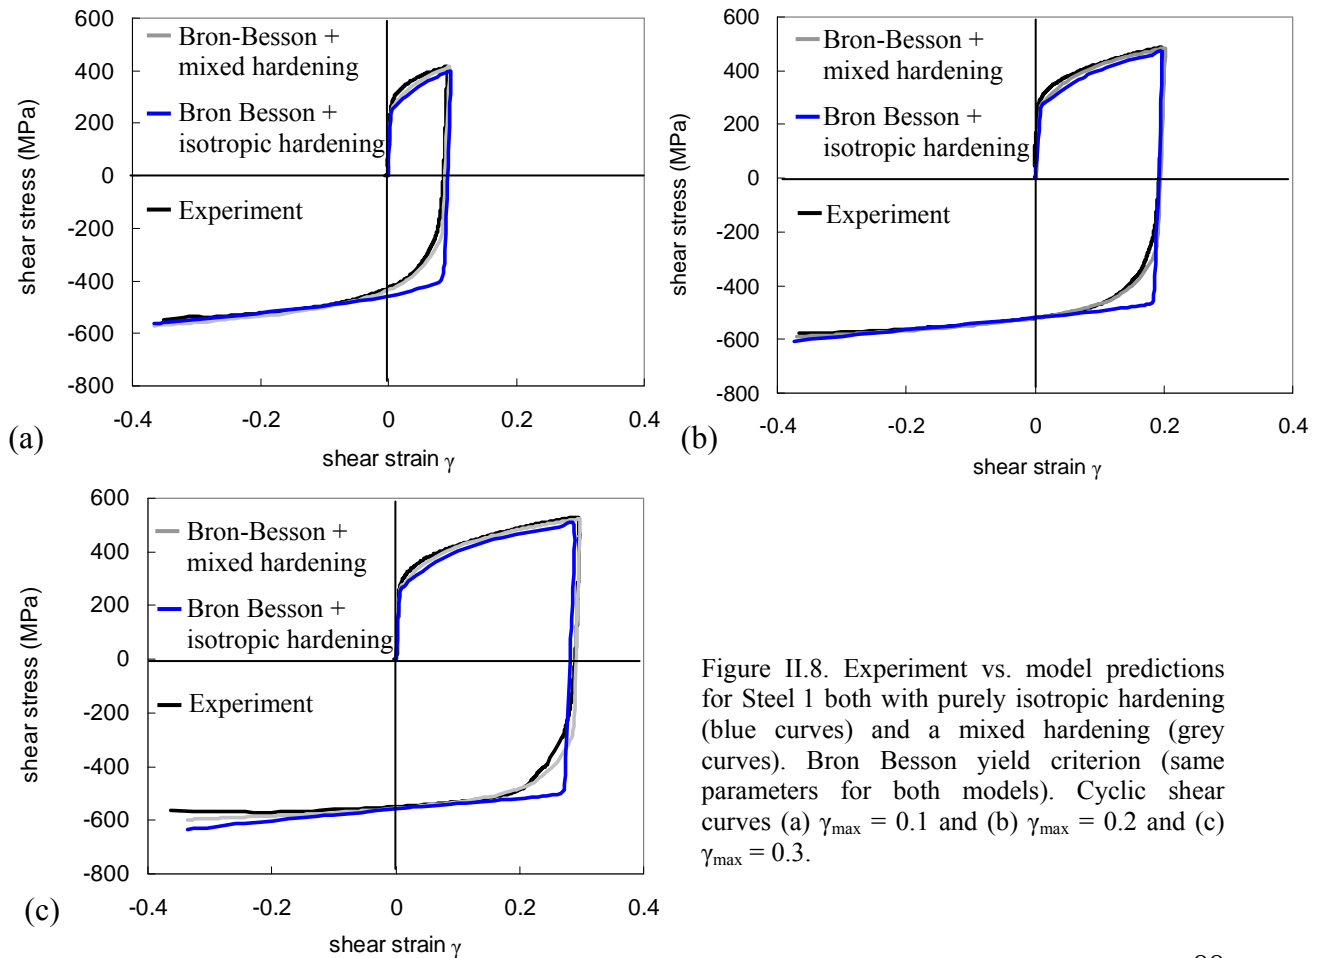 600
400
200
0
-200
-400
-600
-800
shear stress (MPa)
Bron-Besson +
mixed hardening
Bron Besson +
isotropic hardening
Experiment
-0.4
-0.2
0
0.2
0.4
shear strain γ
(a)
600
400
200
0
-200
-400
-600
-800
shear stress (MPa)
Bron-Besson +
mixed hardening
Bron Besson +
isotropic hardening
Experiment
-0.4
-0.2
0
0.2
0.4
shear strain γ
(b)
600
400
200
0
-200
-400
-600
-800
shear stress (MPa)
Bron-Besson +
mixed hardening
Bron Besson +
isotropic hardening
Experiment
-0.4
-0.2
0
0.2
0.4
shear strain γ
(c)
Figure II.8. Experiment vs. model predictions
for Steel 1 both with purely isotropic hardening
(blue curves) and a mixed hardening (grey
curves). Bron Besson yield criterion (same
parameters for both models). Cyclic shear
curves (a) γmax = 0.1 and (b) γmax = 0.2 and (c)
γmax = 0.3.